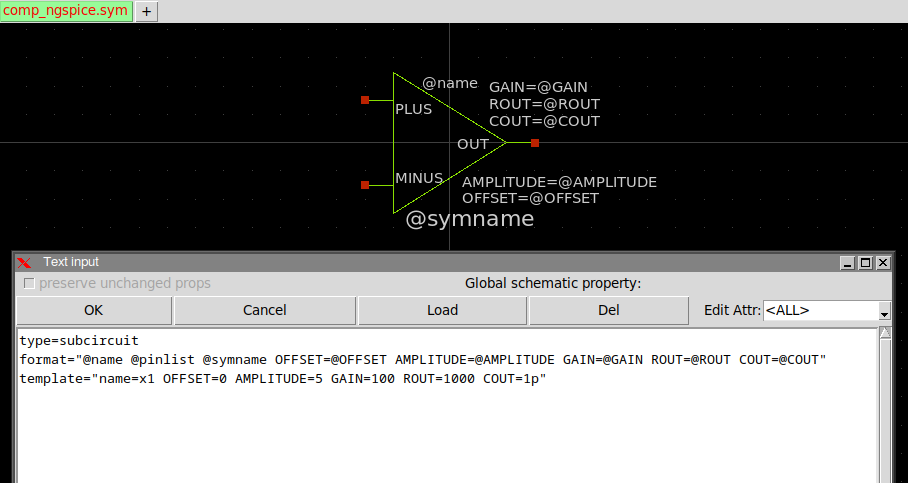 comp_ngspice.sym +
@name
GAIN=@GAIN
PLUS
ROUT=@ROUT
COUT=@COUT
OUT
MINUS
AMPLITUDE=@AMPLITUDE
OFFSET=@OFFSET
@symname
Text input
preserve unchanged props Global schematic property:
OK Cancel Load Del Edit Attr: <ALL>
type=subcircuit
format="@name @pinlist @symname OFFSET=@OFFSET AMPLITUDE=@AMPLITUDE GAIN=@GAIN ROUT=@ROUT COUT=@COUT"
template="name=x1 OFFSET=0 AMPLITUDE=5 GAIN=100 ROUT=1000 COUT=1p"